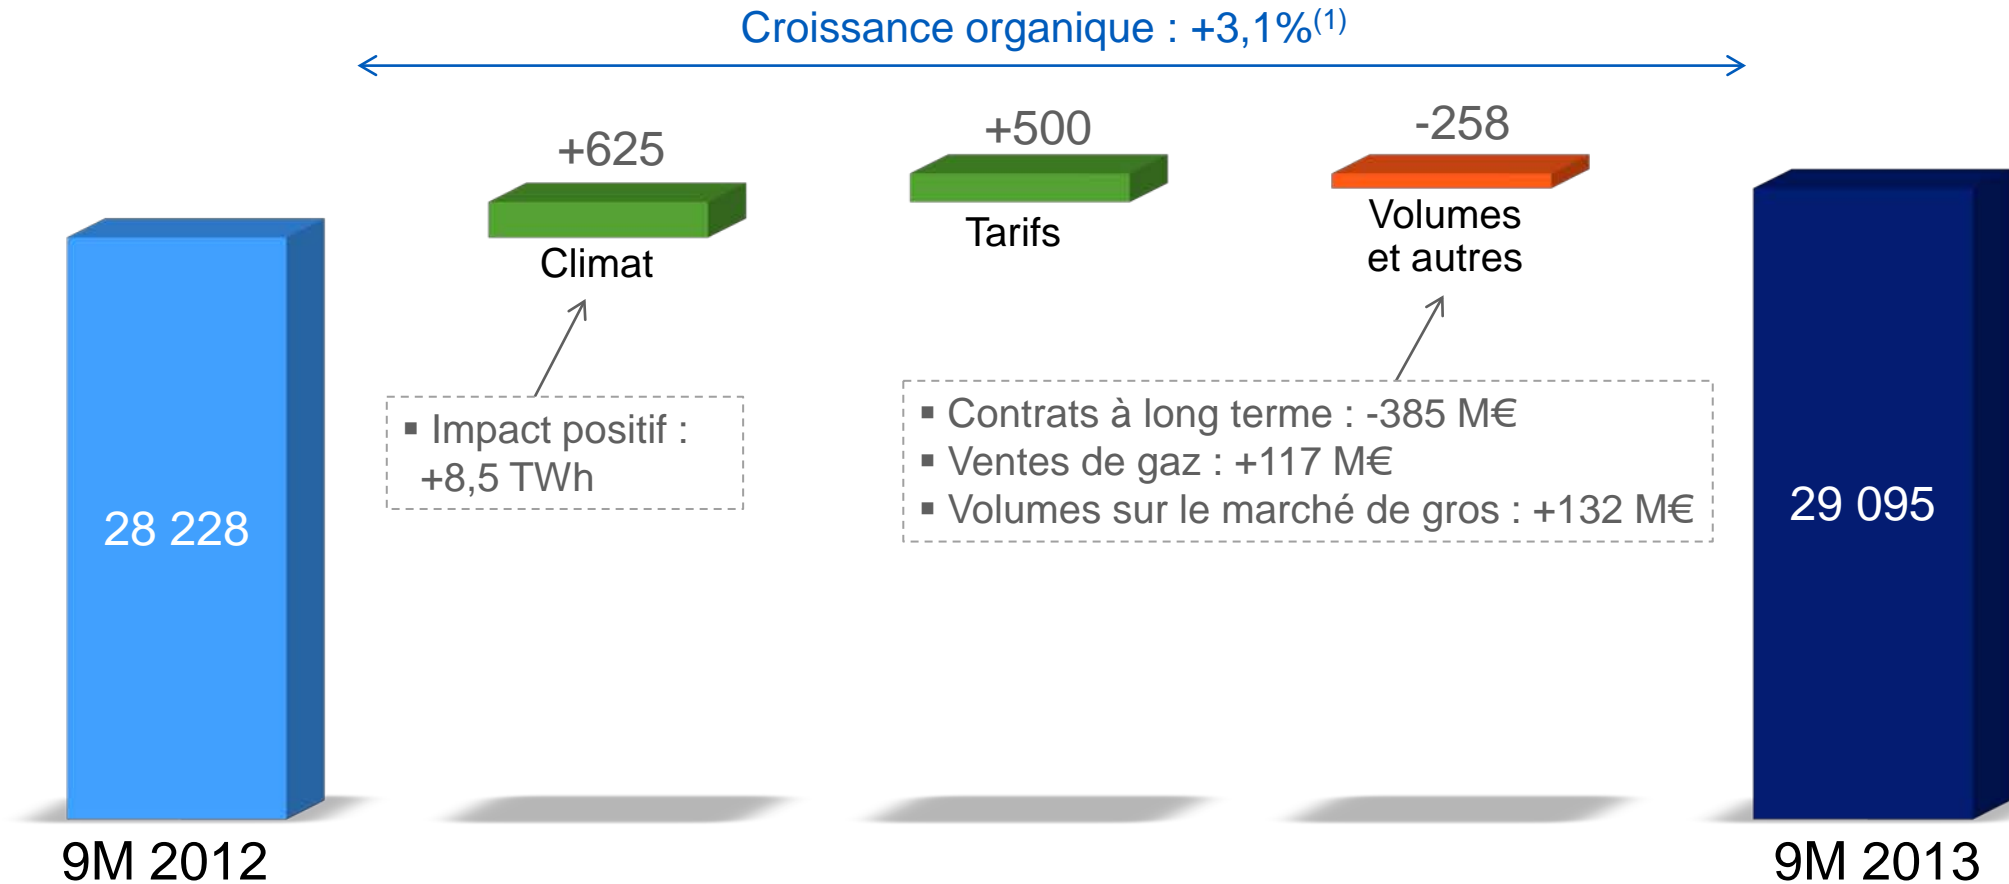 Croissance organique : +3,1%(1)
+625
+500
-258
Climat
Tarifs
Volumes
et autres
▪ Impact positif :
+8,5 TWh
▪ Contrats à long terme : -385 M€
▪ Ventes de gaz : +117 M€
▪ Volumes sur le marché de gros : +132 M€
28 228
29 095
9M 2012
9M 2013